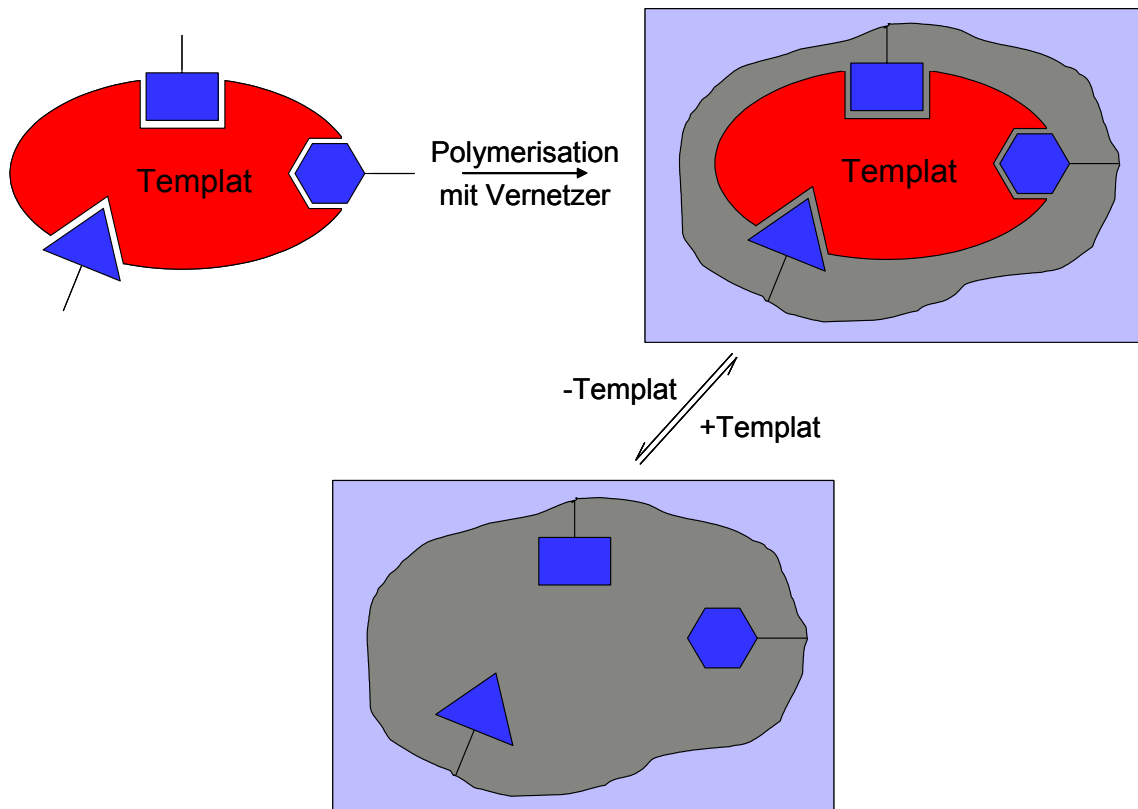 Templat
Polymerisation
mit Vernetzer
Templat
-Templat
+Templat